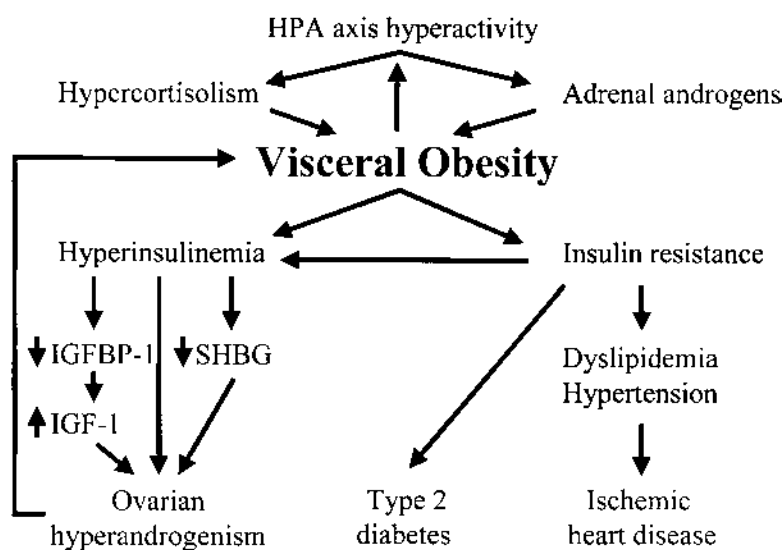 HPA axis hyperactivity
Hypercortisolism
Adrenal androgens
Visceral Obesity
Hyperinsulinemia
Insulin resistance
IGFBP-1
SHBG
Dyslipidemia
Hypertension
IGF-1
Ovarian
hyperandrogenism
Type 2
diabetes
Ischemic
heart disease